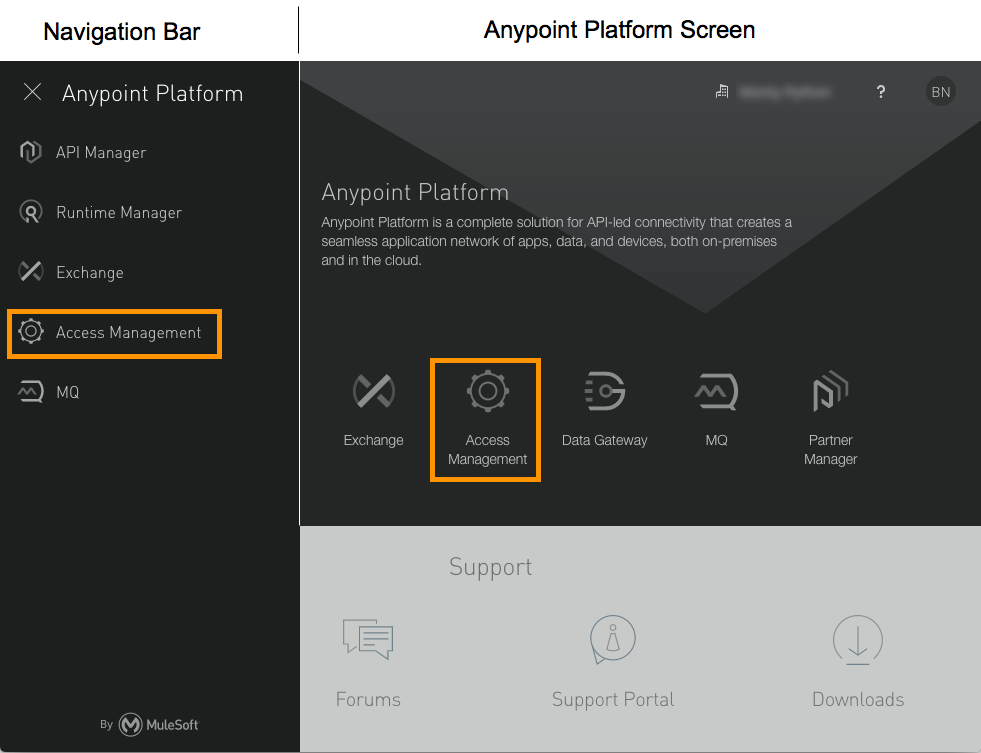 Navigation Bar
Anypoint Platform Screen
Anypoint Platform
API Manager
Runtime Manager
Exchange
Access Management
MQ
By MuleSoft
?
BN
Anypoint Platform
Anypoint Platform is a complete solution for API-led connectivity that creates a
seamless application network of apps, data, and devices, both on-premises
and in the cloud.
Exchange
Access
Management
Data Gateway
MQ
Partner
Manager
Support
Forums
Support Portal
Downloads